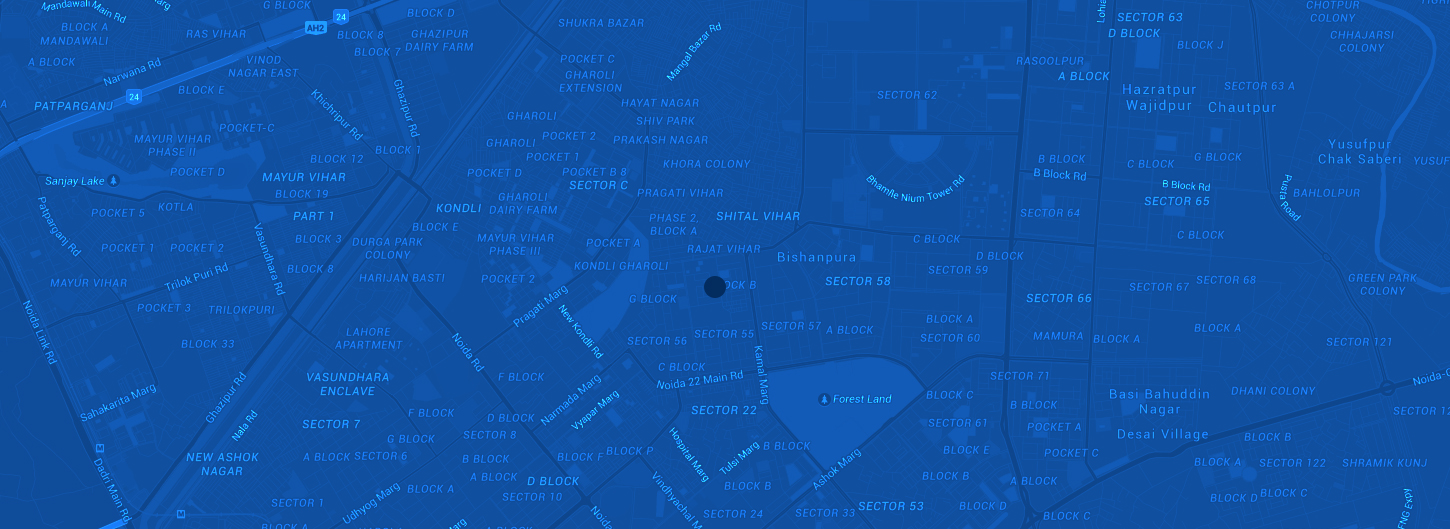 Mandawali Main Rd
Marg
G BLOCK
24
AH2
BLOCK D
BLOCK A
MANDAWALI
RAS VIHAR
BLOCK 8
GHAZIPUR
DAIRY FARM
BLOCK 7
A BLOCK
Narwana Rd
VINOD
NAGAR EAST
BLOCK E
24
PATPARGANJ
Khichripur Rd
Ghazipur Rd
POCKET-C
MAYUR VIHAR
PHASE II
BLOCK 12
BLOCK 1
POCKET D
Sanjay Lake
MAYUR VIHAR
BLOCK 19
POCKET 5
KOTLA
PART 1
Patparganj Rd
POCKET 1
POCKET 2
Vasundhara Rd
BLOCK 3
DURGA PARK
COLONY
BLOCK E
KONDLI
Trilok Puri Rd
BLOCK 8
HARIJAN BASTI
MAYUR VIHAR
POCKET 3
TRILOKPURI
Noida Link Rd
BLOCK 33
LAHORE
APARTMENT
VASUNDHARA
ENCLAVE
Sahakarita Marg
Ghazipur Rd
Nala Rd
SECTOR 7
F BLOCK
G BLOCK
NEW ASHOK
NAGAR
A BLOCK
SECTOR 6
Dadri Main Rd
SECTOR 1
Udhyog Marg
BLOCK A
BLOCK A
SHUKRA BAZAR
Mangal Bazar Rd
POCKET C
GHAROLI
EXTENSION
HAYAT NAGAR
GHAROLI
SHIV PARK
GHAROLI
POCKET 2
PRAKASH NAGAR
POCKET 1
KHORA COLONY
POCKET D
POCKET B 8
SECTOR C
GHAROLI
DAIRY FARM
PRAGATI VIHAR
PHASE 2,
BLOCK A
SHITAL VIHAR
MAYUR VIHAR
PHASE III
POCKET A
RAJAT VIHAR
Bishanpura
POCKET 2
KONDLI GHAROLI
Pragati Marg
G BLOCK
OCK B
SECTOR 58
New Kondli Rd
SECTOR 57
A BLOCK
SECTOR 55
SECTOR 56
Noida Rd
C BLOCK
Noida 22 Main Rd
Kamal Marg
F BLOCK
Narmada Marg
Vyapar Marg
SECTOR 22
Forest Land
D BLOCK
SECTOR 8
B BLOCK
BLOCK F
BLOCK P
Hospital Marg
Tulsi Marg
B BLOCK
Ashok Marg
A BLOCK
D BLOCK
SECTOR 10
Vindhyachal M
BLOCK B
SECTOR 24
SECTOR 33
SECTOR 53
A BLOCK
Marg
Noida
Lohia
SECTOR 63
D BLOCK
BLOCK J
CHOTPUR
COLONY
CHHAJARSI
COLONY
RASOOLPUR
A BLOCK
SECTOR 62
Hazratpur
Wajidpur
Chautpur
SECTOR 63 A
Yusufpur
Chak Saberi
YUSUF
B BLOCK
B Block Rd
C BLOCK
G BLOCK
B Block Rd
SECTOR 65
BAHLOLPUR
Pusta Road
SECTOR 64
C BLOCK
C BLOCK
D BLOCK
SECTOR 59
SECTOR 66
SECTOR 67
SECTOR 68
GREEN PARK
COLONY
BLOCK A
SECTOR 60
MAMURA
BLOCK A
BLOCK A
SECTOR 121
SECTOR 71
Noida-G
BLOCK C
B BLOCK
Basi Bahuddin
Nagar
DHANI COLONY
SECTOR 12
SECTOR 61
POCKET A
Desai Village
BLOCK B
BLOCK E
POCKET C
BLOCK A
SECTOR 122
SHRAMIK KUNJ
BLOCK B
A BLOCK
BLOCK D
BLOCK C
BLOCK D
BLOCK C
FNG Expy